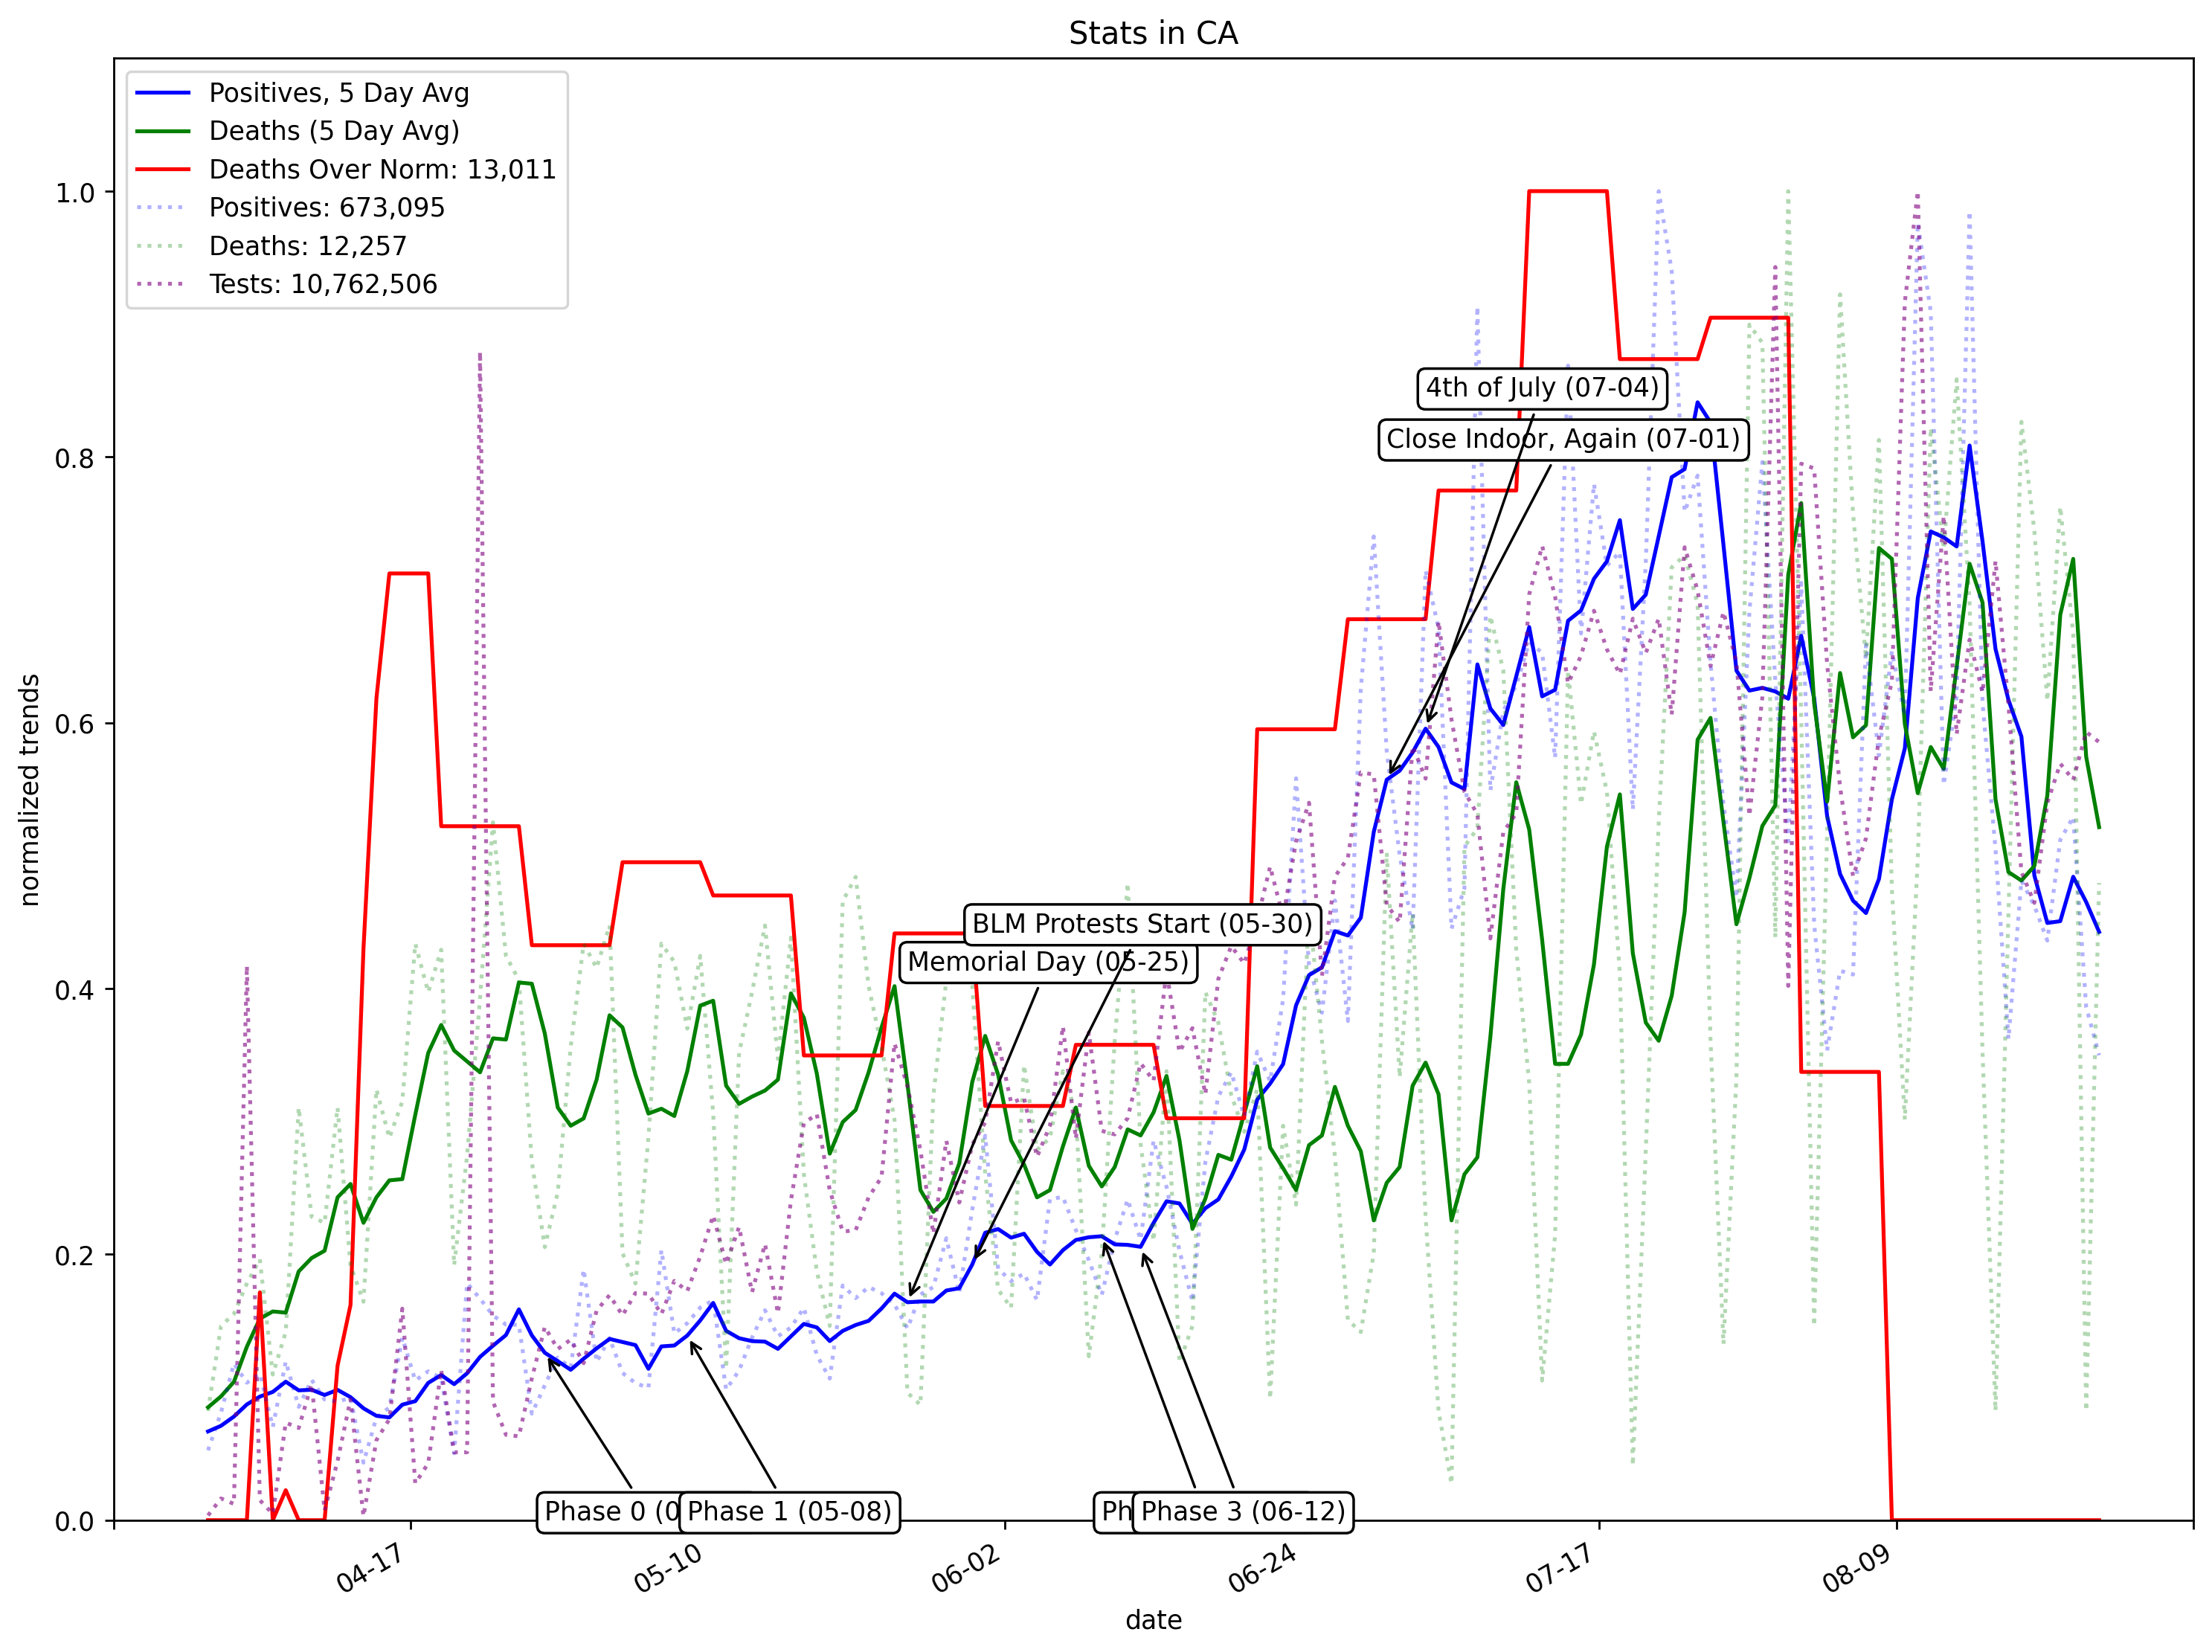 Stats in CA
Positives, 5 Day Avg
Deaths (5 Day Avg)
Deaths Over Norm: 13,011
Positives: 673,095
Deaths: 12,257
Tests: 10,762,506
1.0
0.8
0.6
0.4
0.2
0.0
normalized trends
4th of July (07-04)
Close Indoor, Again (07-01)
BLM Protests Start (05-30)
Memorial Day (05-25)
Phase 0 (0
Phase 1 (05-08)
Ph
Phase 3 (06-12)
04-17
05-10
06-02
06-24
07-17
08-09
date